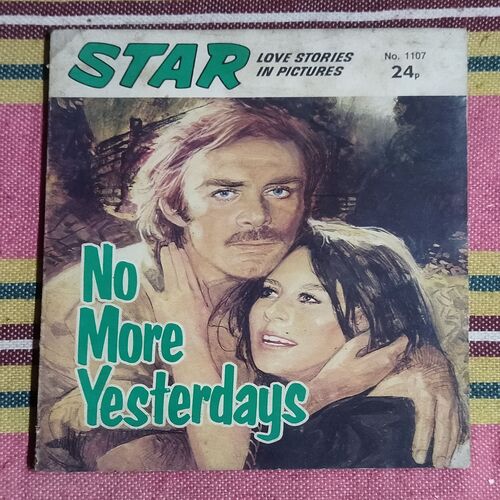 STAR
LOVE STORIES
IN PICTURES
No. 1107
24p
No
More
Yesterdays